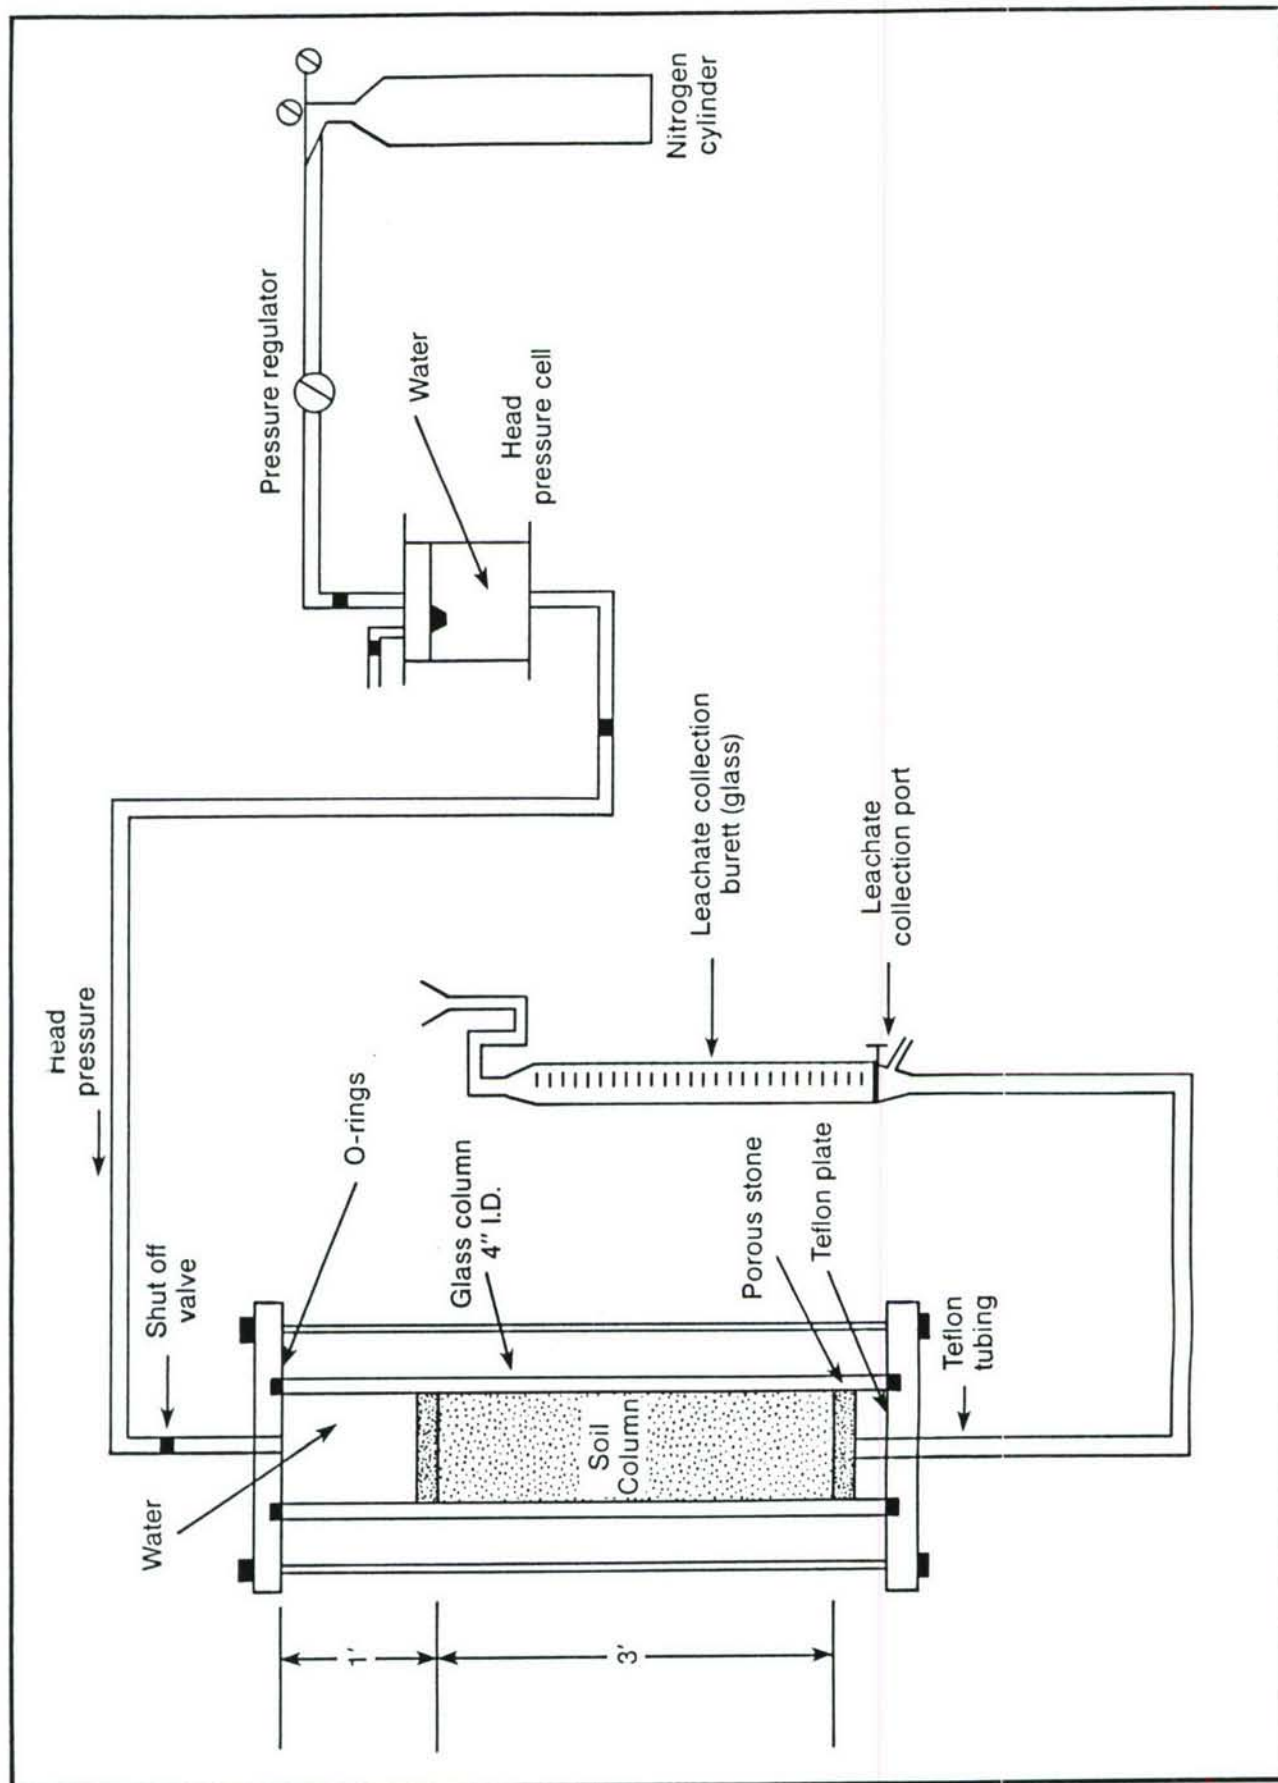 Head
pressure
Shut off
valve
Water
O-rings
Glass column
4" I.D.
Soil
Column
Porous stone
Teflon plate
Teflon
tubing
1'
3'
Leachate collection
burett (glass)
Leachate
collection port
Pressure regulator
Water
Head
pressure cell
Nitrogen
cylinder